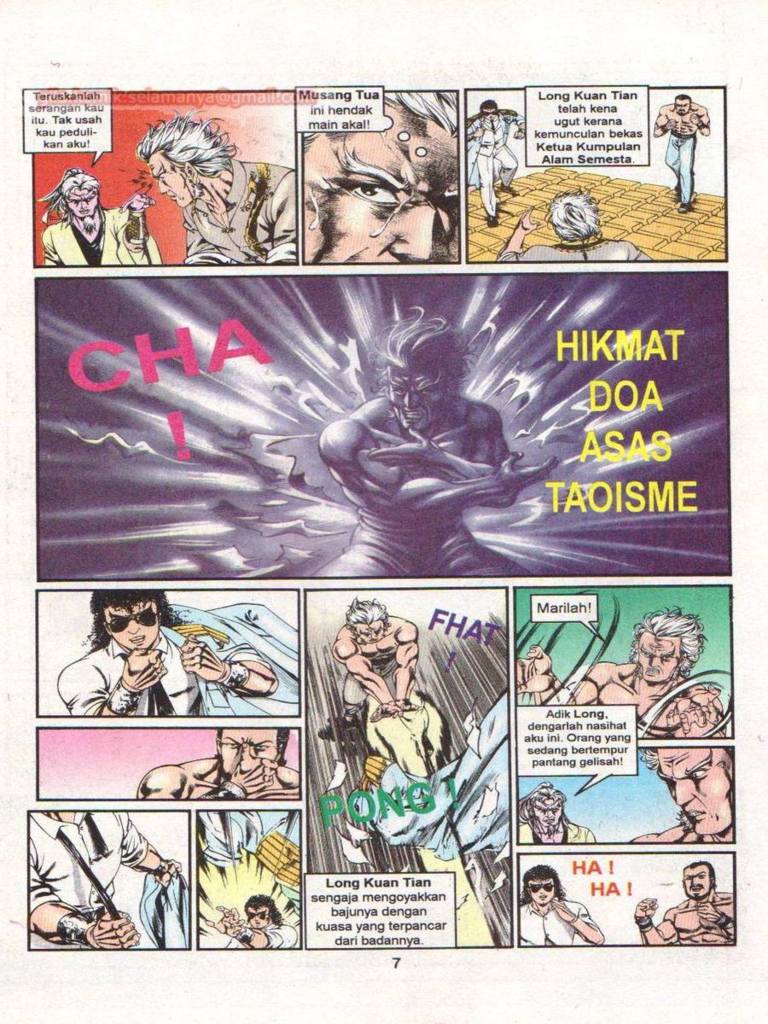 Teruskanlah
serangan kau
itu. Tak usah
kau peduli-
kan aku!
selamanya@gmail.com
Musang Tua
ini hendak
main akal!
Long Kuan Tian
telah kena
ugut kerana
kemunculan bekas
Ketua Kumpulan
Alam Semesta.
CHA
!
HIKMAT
DOA
ASAS
TAOISME
FHAT
!
PONG !
Long Kuan Tian
sengaja mengoyakkan
bajunya dengan
kuasa yang terpancar
dari badannya.
Marilah!
Adik Long,
dengarlah nasihat
aku ini. Orang yang
sedang bertempur
pantang gelisah!
HA !
HA !
7